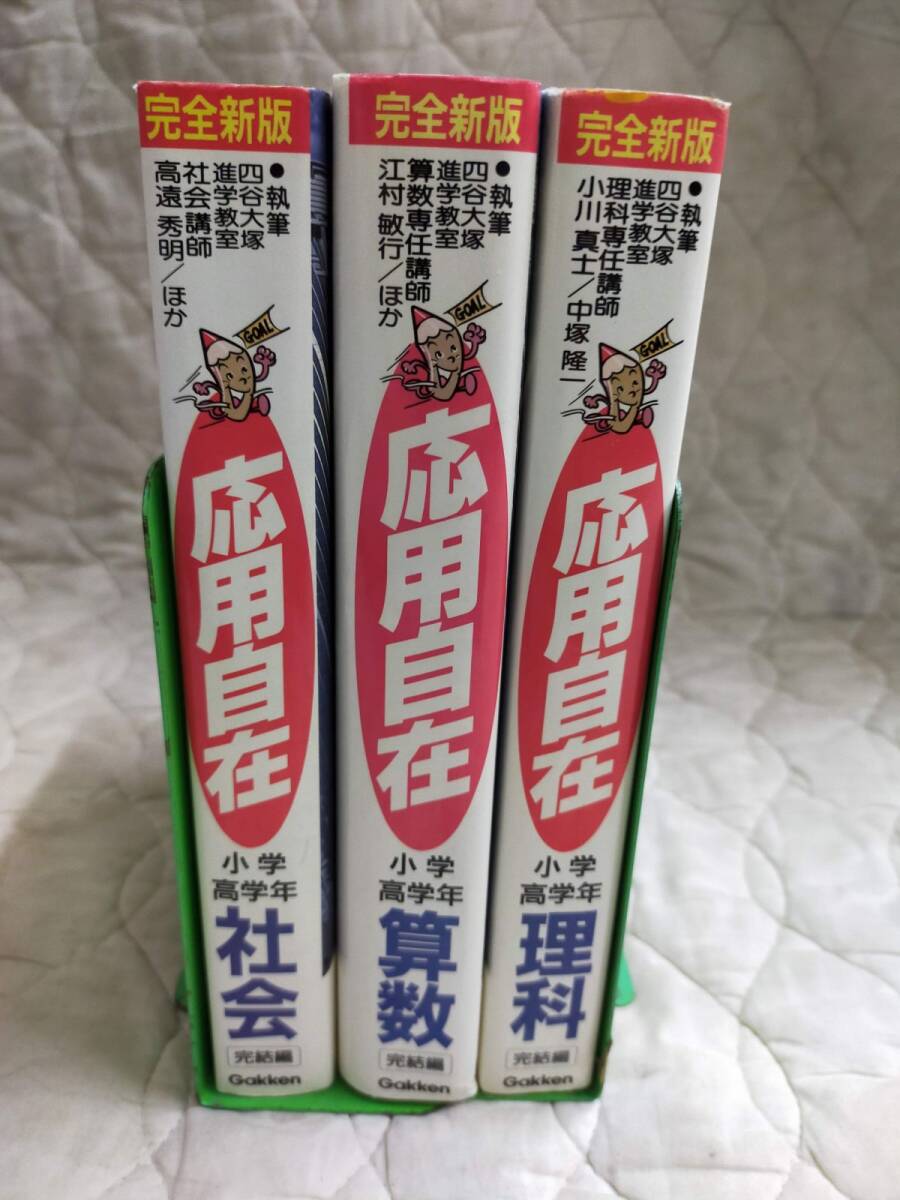 完全新版
●執筆
四谷大塚
進学教室
社会講師
高遠 秀明/ほか
GOAL
応用自在
小学
高学年
社会
完結編
Gakken
完全新版
●執筆
四谷大塚
進学教室
算数専任講師
江村 敏行/ほか
GOAL
応用自在
小学
高学年
算数
完結編
Gakken
完全新版
●執筆
四谷大塚
進学教室
理科専任講師
小川 真士/中塚 隆一
GOAL
応用自在
小学
高学年
理科
完結編
Gakken